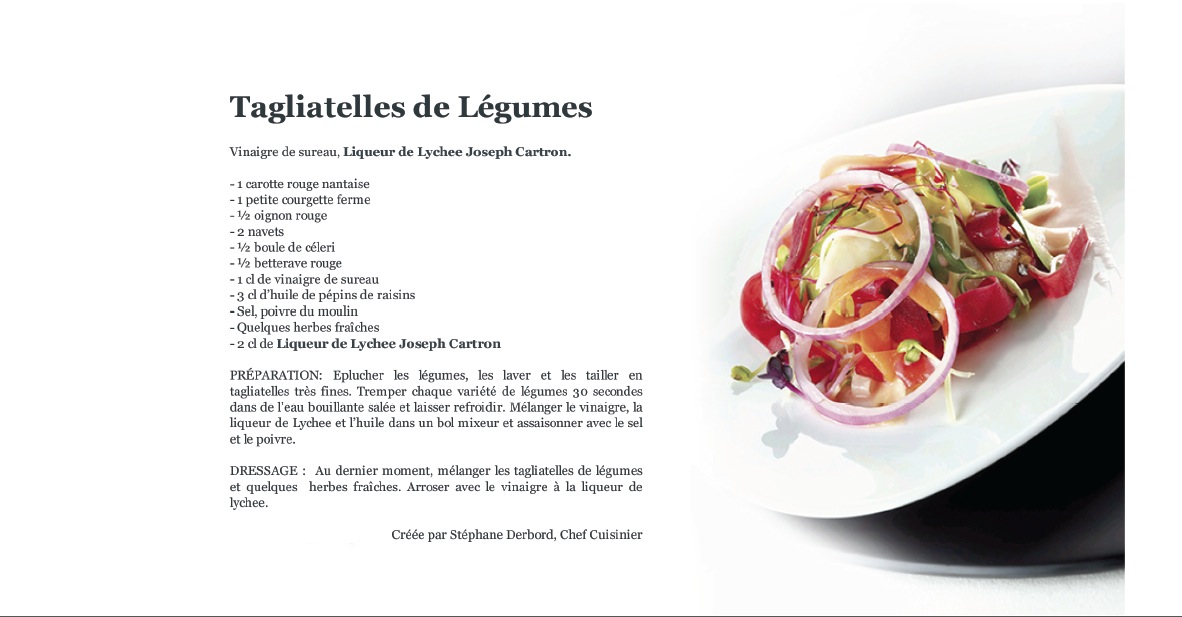 Tagliatelles de Légumes
Vinaigre de sureau, Liqueur de Lychee Joseph Cartron.
- 1 carotte rouge nantaise
- 1 petite courgette ferme
- ½ oignon rouge
- 2 navets
- ½ boule de céleri
- ½ betterave rouge
- 1 cl de vinaigre de sureau
- 3 cl d'huile de pépins de raisins
- Sel, poivre du moulin
- Quelques herbes fraîches
- 2 cl de Liqueur de Lychee Joseph Cartron
PRÉPARATION: Eplucher les légumes, les laver et les tailler en
tagliatelles très fines. Tremper chaque variété de légumes 30 secondes
dans de l'eau bouillante salée et laisser refroidir. Mélanger le vinaigre, la
liqueur de Lychee et l'huile dans un bol mixeur et assaisonner avec le sel
et le poivre.
DRESSAGE : Au dernier moment, mélanger les tagliatelles de légumes
et quelques herbes fraîches. Arroser avec le vinaigre à la liqueur de
lychee.
Créée par Stéphane Derbord, Chef Cuisinier